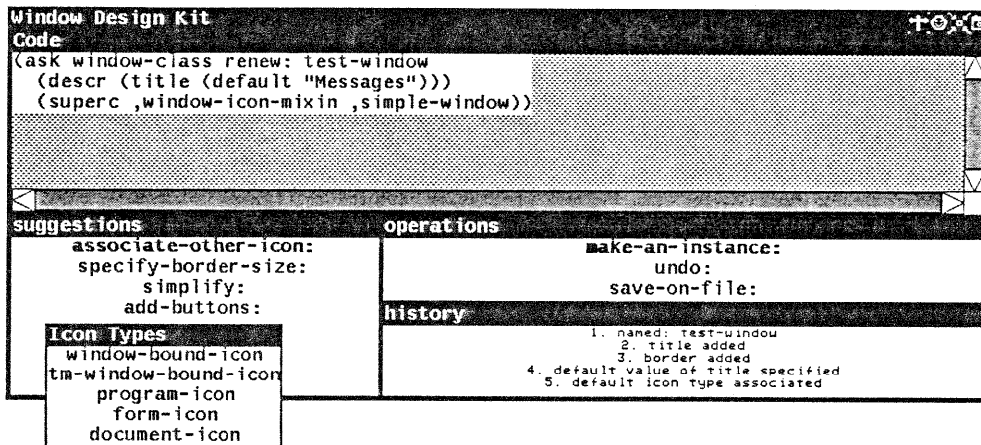 Window Design Kit
Code
(ask window-class renew: test-window
(descr (title (default "Messages")))
(superc ,window-icon-mixin ,simple-window))
suggestions
associate-other-icon:
specify-border-size:
simplify:
add-buttons:
Icon Types
window-bound-icon
tm-window-bound-icon
program-icon
form-icon
document-icon
operations
make-an-instance:
undo:
save-on-file:
history
1. named: test-window
2. title added
3. border added
4. default value of title specified
5. default icon type associated